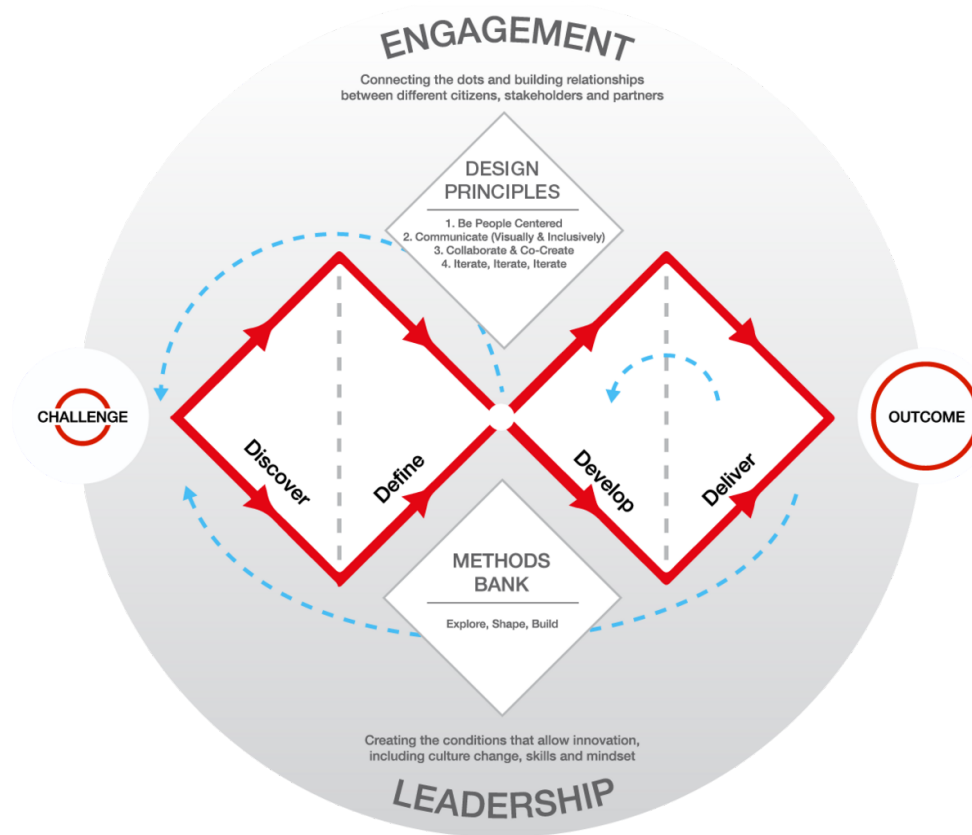 ENGAGEMENT
Connecting the dots and building relationships
between different citizens, stakeholders and partners
DESIGN
PRINCIPLES
1. Be People Centered
2. Communicate (Visually & Inclusively)
3. Collaborate & Co-Create
4. Iterate, Iterate, Iterate
CHALLENGE
Discover
Define
Develop
Deliver
OUTCOME
METHODS
BANK
Explore, Shape, Build
Creating the conditions that allow innovation,
including culture change, skills and mindset
LEADERSHIP